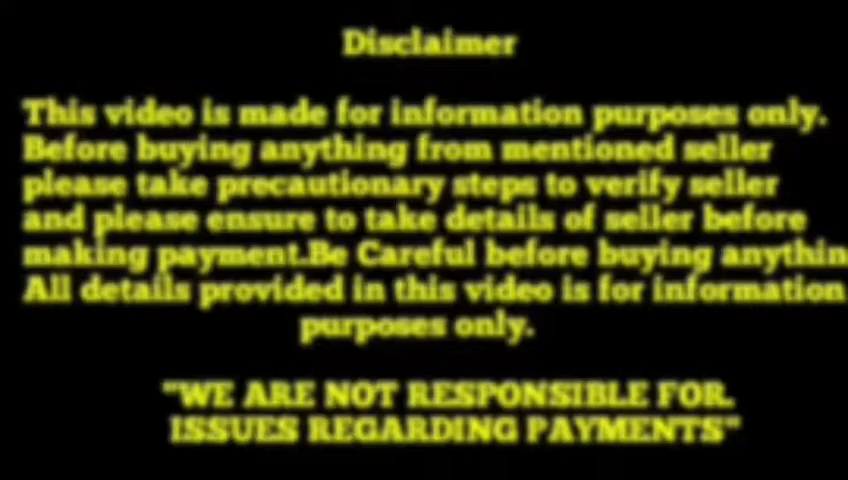 Disclaimer
This video is made for information purposes only.
Before buying anything from mentioned seller
please take precautionary steps to verify seller
and please ensure to take details of seller before
making payment.Be Careful before buying anythin
All details provided in this video is for information
purposes only.
"WE ARE NOT RESPONSIBLE FOR.
ISSUES REGARDING PAYMENTS"